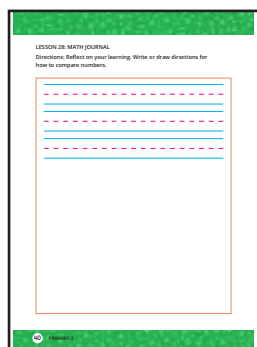 LESSON 28: MATH JOURNAL
Directions: Reflect on your learning. Write or draw directions for
how to compare numbers.
40 PRIMARY 2